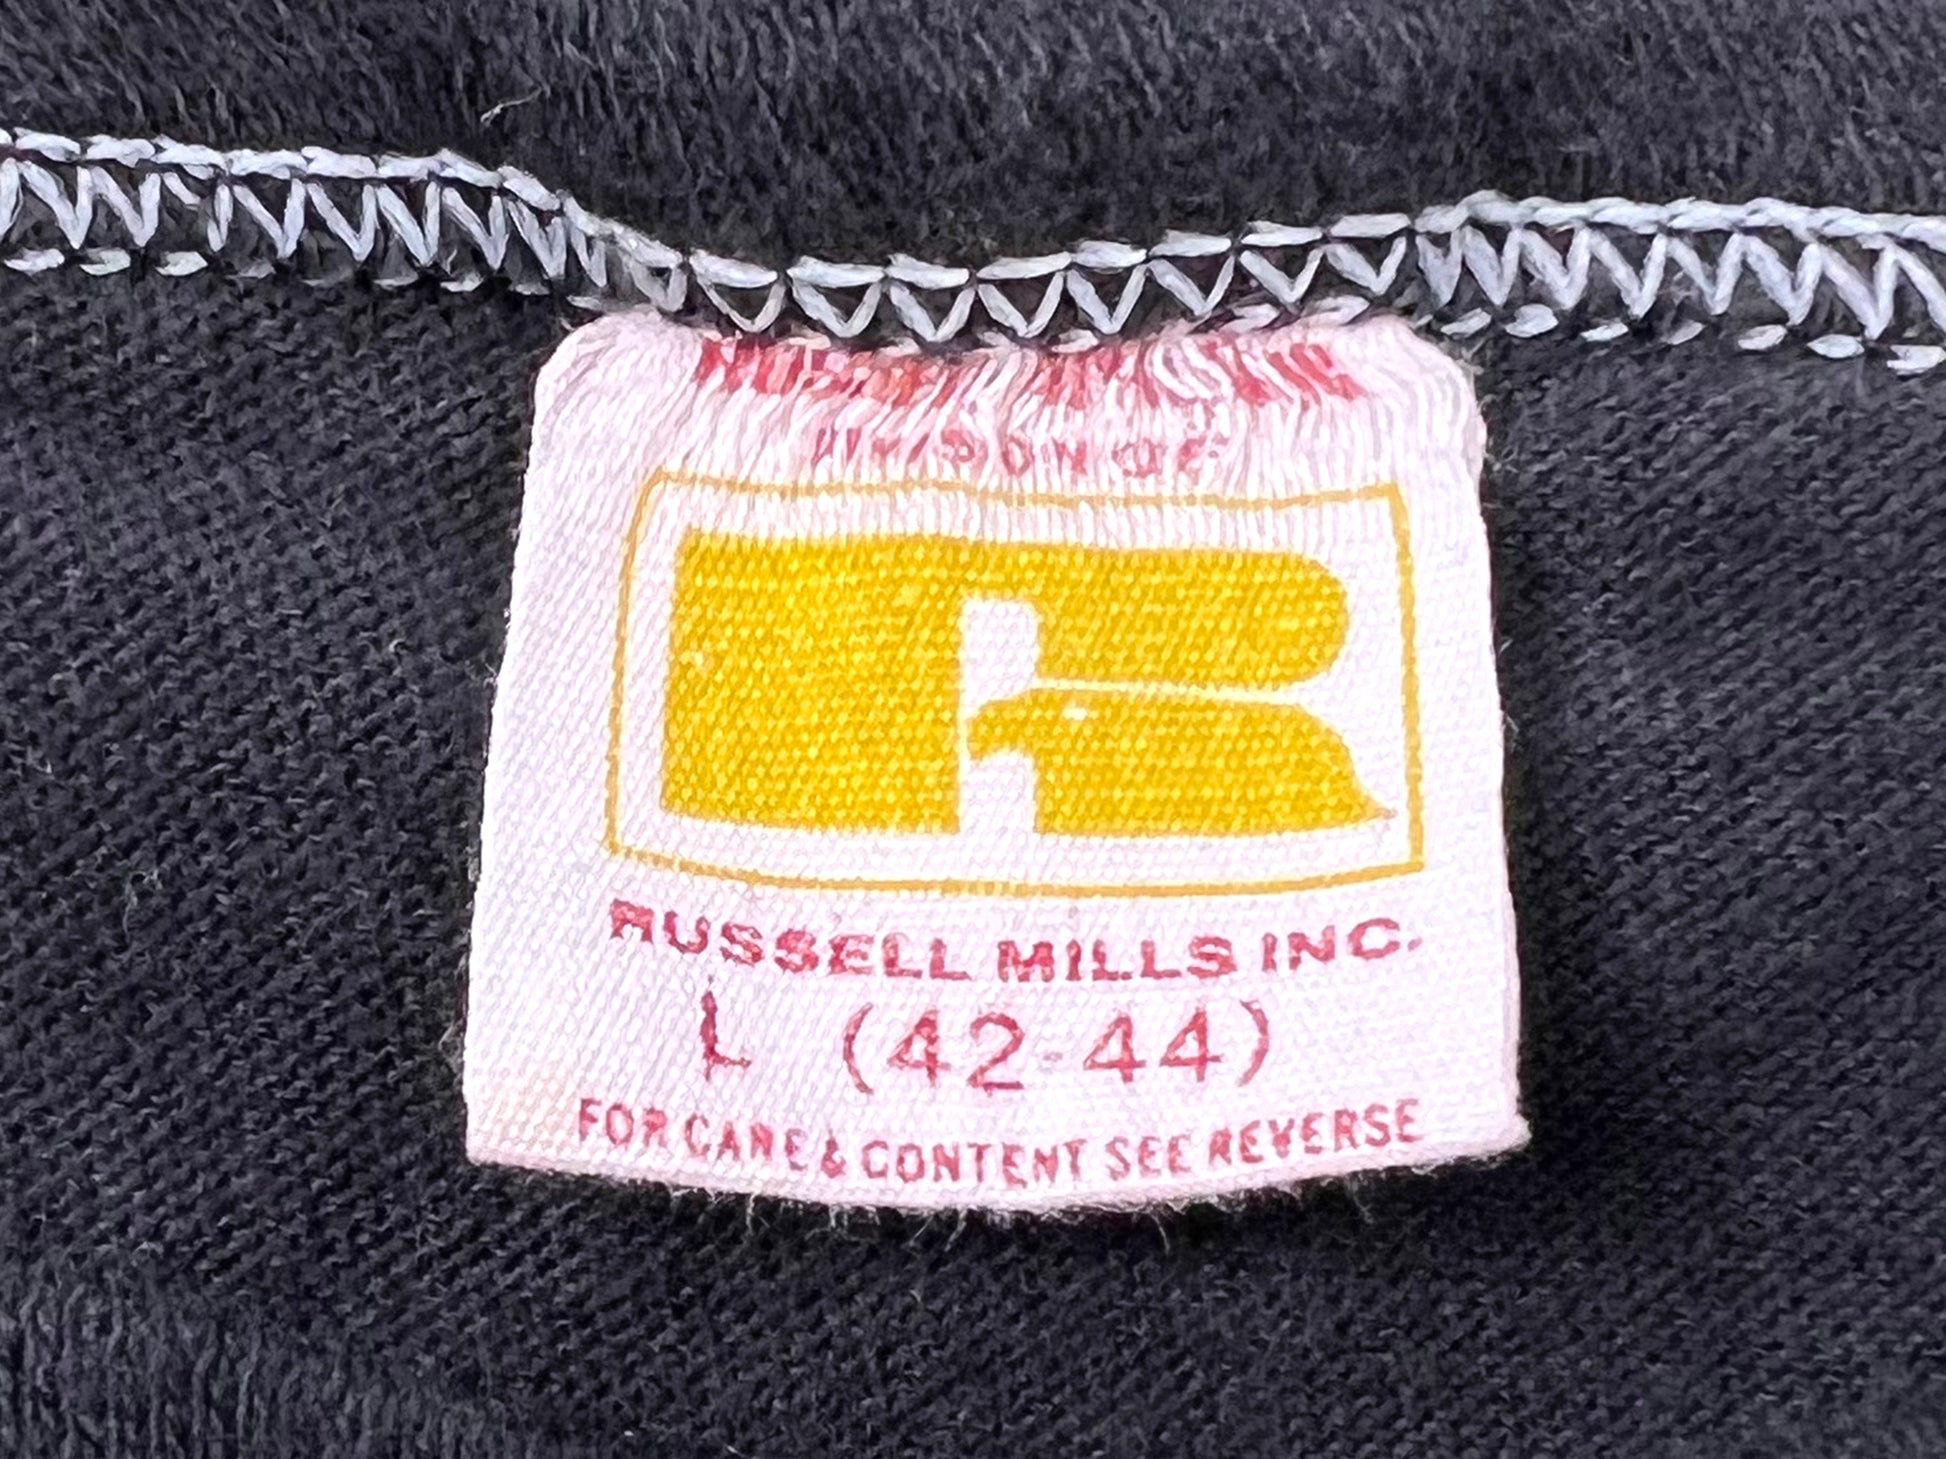 R
RUSSELL MILLS INC.
L (42-44)
FOR CARE & CONTENT SEE REVERSE